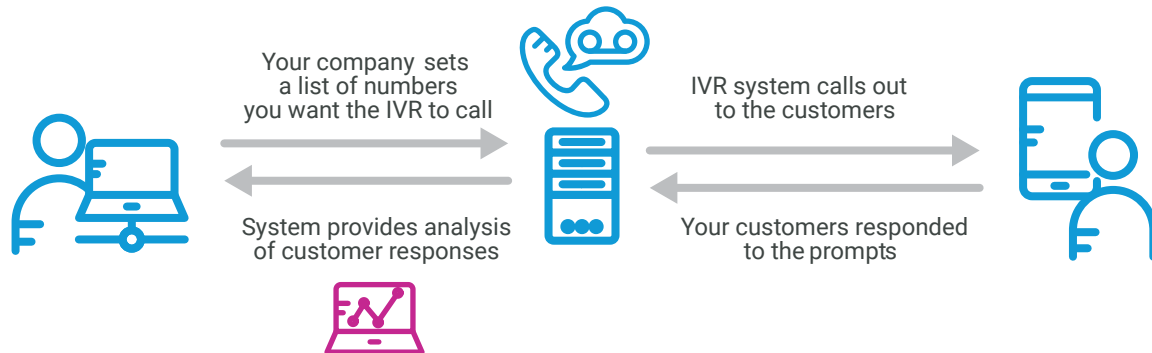 Your company sets
a list of numbers
you want the IVR to call
IVR system calls out
to the customers
System provides analysis
of customer responses
Your customers responded
to the prompts